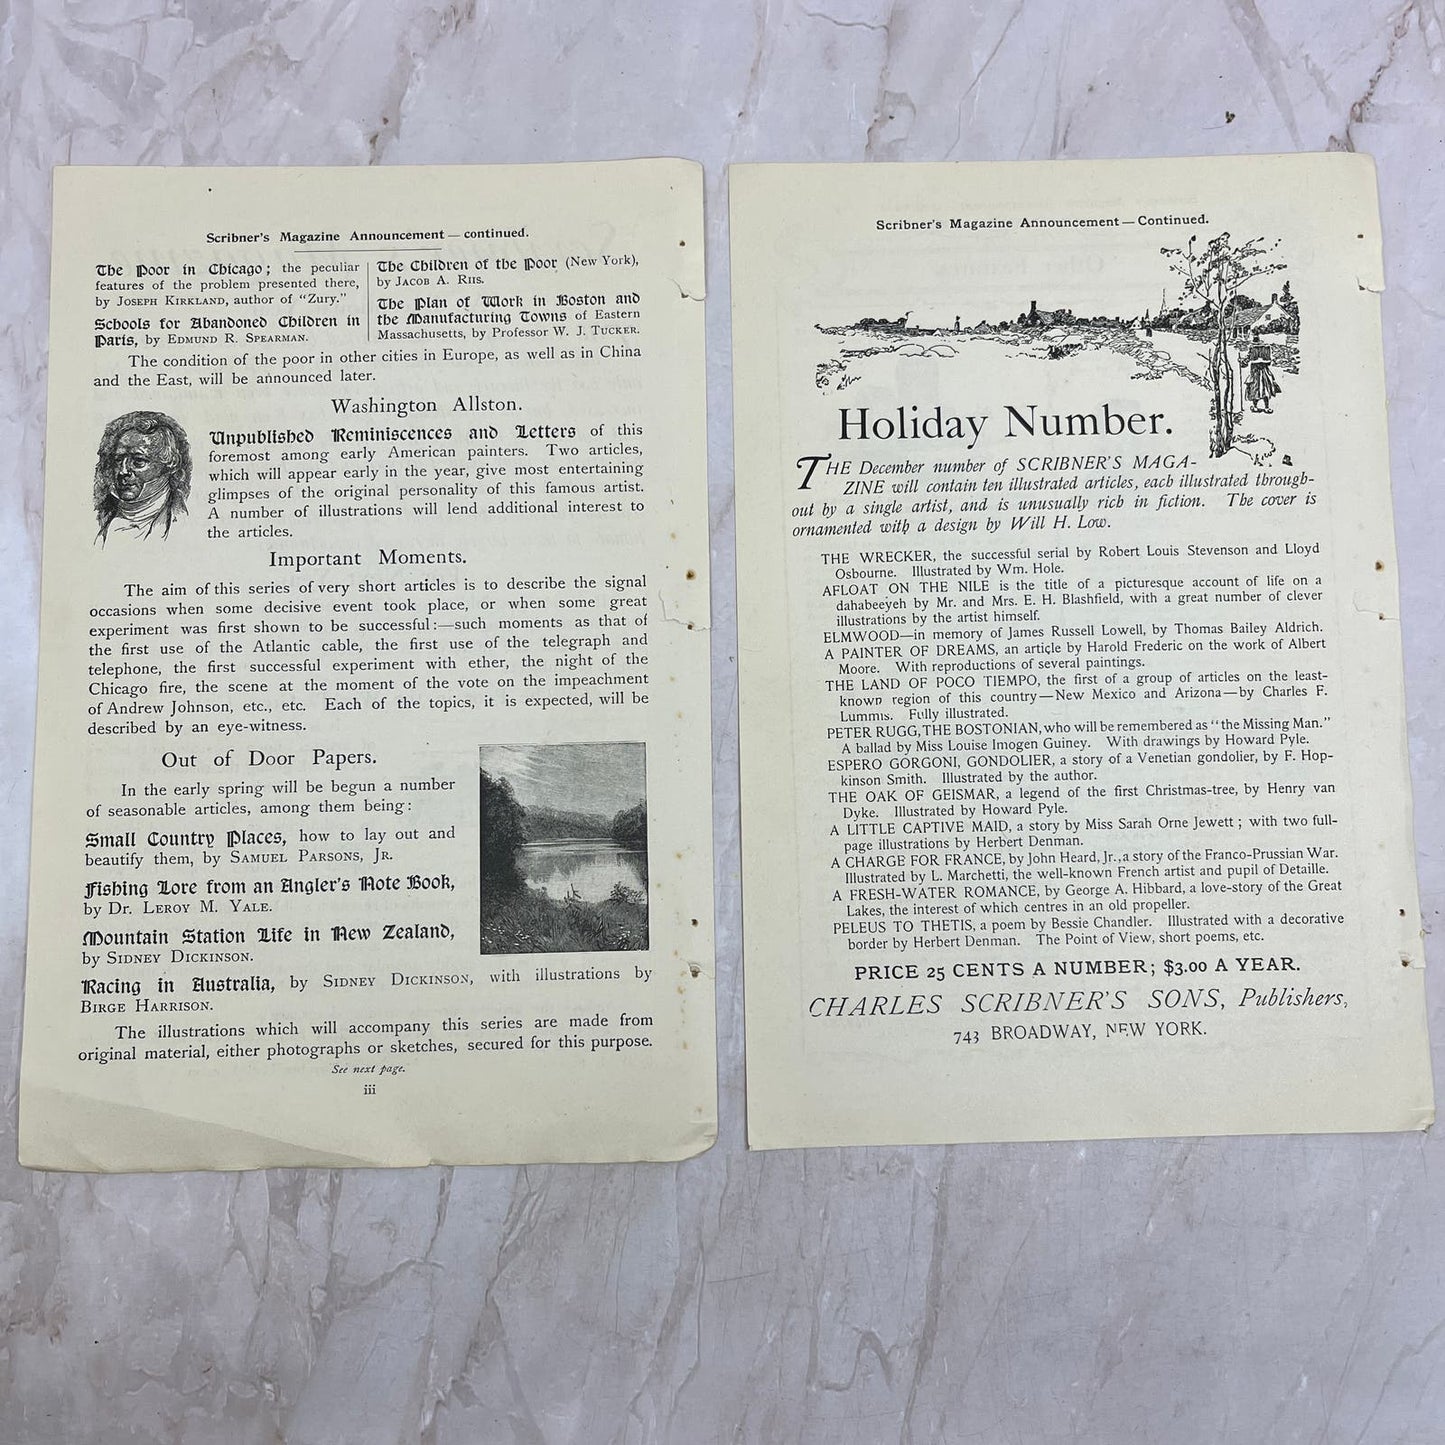 Scribner's Magazine Announcement — continued.
The Poor in Chicago; the peculiar
features of the problem presented there,
by JOSEPH KIRKLAND, author of "Zury."
Schools for Abandoned Children in
Paris, by EDMUND R. SPEARMAN.
The Children of the Poor (New York),
by JACOB A. RIIS.
The Plan of Work in Boston and
the Manufacturing Towns of Eastern
Massachusetts, by Professor W. J. TUCKER.
The condition of the poor in other cities in Europe, as well as in China
and the East, will be announced later.
Washington Allston.
Unpublished Reminiscences and Letters of this
foremost among early American painters. Two articles,
which will appear early in the year, give most entertaining
glimpses of the original personality of this famous artist.
A number of illustrations will lend additional interest to
the articles.
Important Moments.
The aim of this series of very short articles is to describe the signal
occasions when some decisive event took place, or when some great
experiment was first shown to be successful:—such moments as that of
the first use of the Atlantic cable, the first use of the telegraph and
telephone, the first successful experiment with ether, the night of the
Chicago fire, the scene at the moment of the vote on the impeachment
of Andrew Johnson, etc., etc. Each of the topics, it is expected, will be
described by an eye-witness.
Out of Door Papers.
In the early spring will be begun a number
of seasonable articles, among them being:
Small Country Places, how to lay out and
beautify them, by SAMUEL PARSONS, JR.
Fishing Lore from an Angler's Note Book,
by DR. LEROY M. YALE.
Mountain Station Life in New Zealand,
by SIDNEY DICKINSON.
Racing in Australia, by SIDNEY DICKINSON, with illustrations by
BIRGE HARRISON.
The illustrations which will accompany this series are made from
original material, either photographs or sketches, secured for this purpose.
See next page.
iii
Scribner's Magazine Announcement — Continued.
Holiday Number.
THE December number of SCRIBNER'S MAGA-
ZINE will contain ten illustrated articles, each illustrated through-
out by a single artist, and is unusually rich in fiction. The cover is
ornamented with a design by Will H. Low.
THE WRECKER, the successful serial by Robert Louis Stevenson and Lloyd
Osbourne. Illustrated by Wm. Hole.
AFLOAT ON THE NILE is the title of a picturesque account of life on a
dahabeeyeh by Mr. and Mrs. E. H. Blashfield, with a great number of clever
illustrations by the artist himself.
ELMWOOD—in memory of James Russell Lowell, by Thomas Bailey Aldrich.
A PAINTER OF DREAMS, an article by Harold Frederic on the work of Albert
Moore. With reproductions of several paintings.
THE LAND OF POCO TIEMPO, the first of a group of articles on the least-
known region of this country—New Mexico and Arizona—by Charles F.
Lummis. Fully illustrated.
PETER RUGG, THE BOSTONIAN, who will be remembered as "the Missing Man."
A ballad by Miss Louise Imogen Guiney. With drawings by Howard Pyle.
ESPERO GORGONI, GONDOLIER, a story of a Venetian gondolier, by F. Hop-
kinson Smith. Illustrated by the author.
THE OAK OF GEISMAR, a legend of the first Christmas-tree, by Henry van
Dyke. Illustrated by Howard Pyle.
A LITTLE CAPTIVE MAID, a story by Miss Sarah Orne Jewett; with two full-
page illustrations by Herbert Denman.
A CHARGE FOR FRANCE, by John Heard, Jr., a story of the Franco-Prussian War.
Illustrated by L. Marchetti, the well-known French artist and pupil of Detaille.
A FRESH-WATER ROMANCE, by George A. Hibbard, a love-story of the Great
Lakes, the interest of which centres in an old propeller.
PELEUS TO THETIS, a poem by Bessie Chandler. Illustrated with a decorative
border by Herbert Denman. The Point of View, short poems, etc.
PRICE 25 CENTS A NUMBER; $3.00 A YEAR.
CHARLES SCRIBNER'S SONS, Publishers,
743 BROADWAY, NEW YORK.